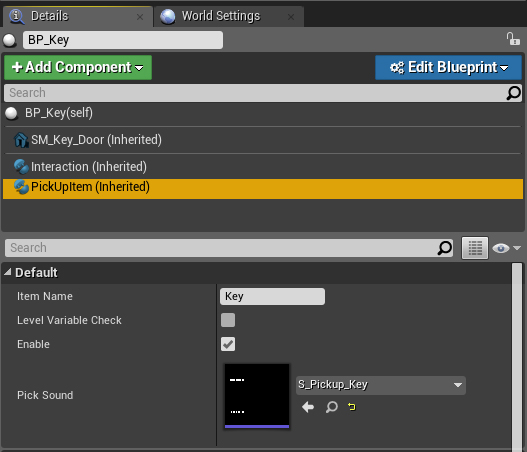 Details
World Settings
BP_Key
+ Add Component
Edit Blueprint
Search
BP_Key(self)
SM_Key_Door (Inherited)
Interaction (Inherited)
PickUpItem (Inherited)
Search
Default
Item Name Key
Level Variable Check
Enable
Pick Sound S_Pickup_Key